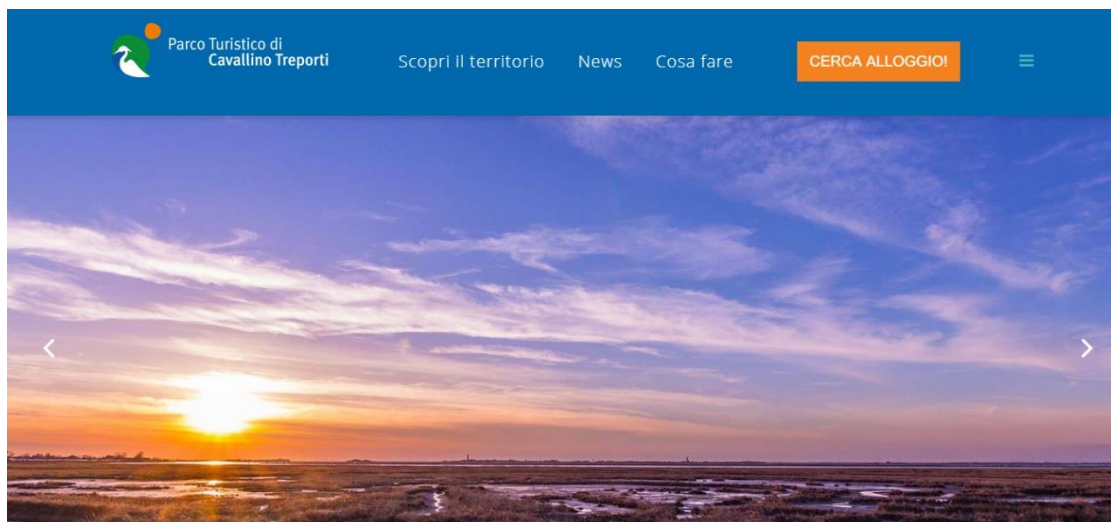 Parco Turistico di
Cavallino Treporti
Scopri il territorio
News
Cosa fare
CERCA ALLOGGIO!